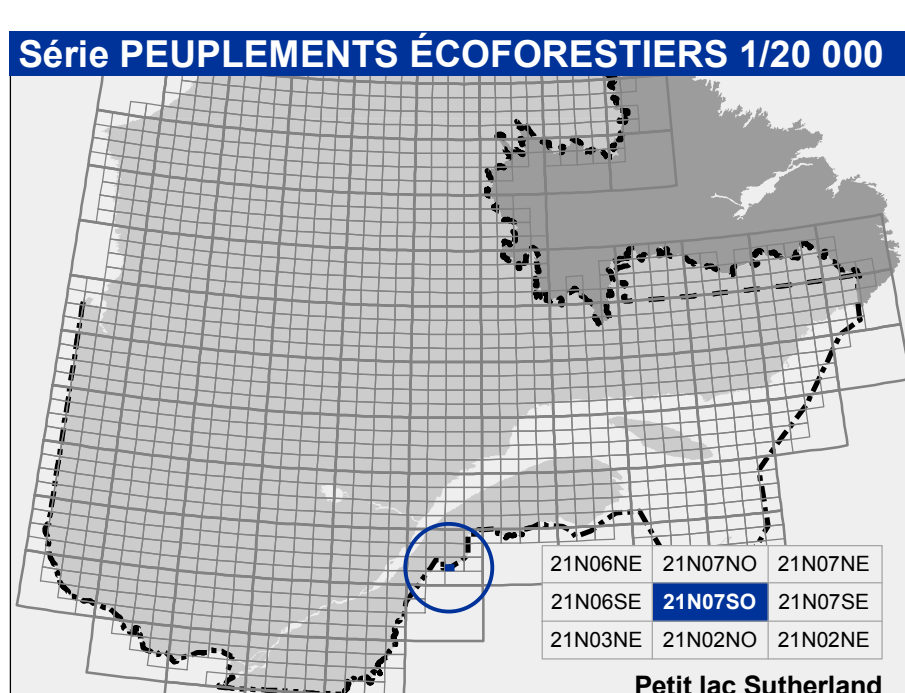 Série PEUPLEMENTS ÉCOFORESTIERS 1/20 000
21N06NE 21N07NO 21N07NE
21N06SE 21N07SO 21N07SE
21N03NE 21N02NO 21N02NE
Petit lac Sutherland